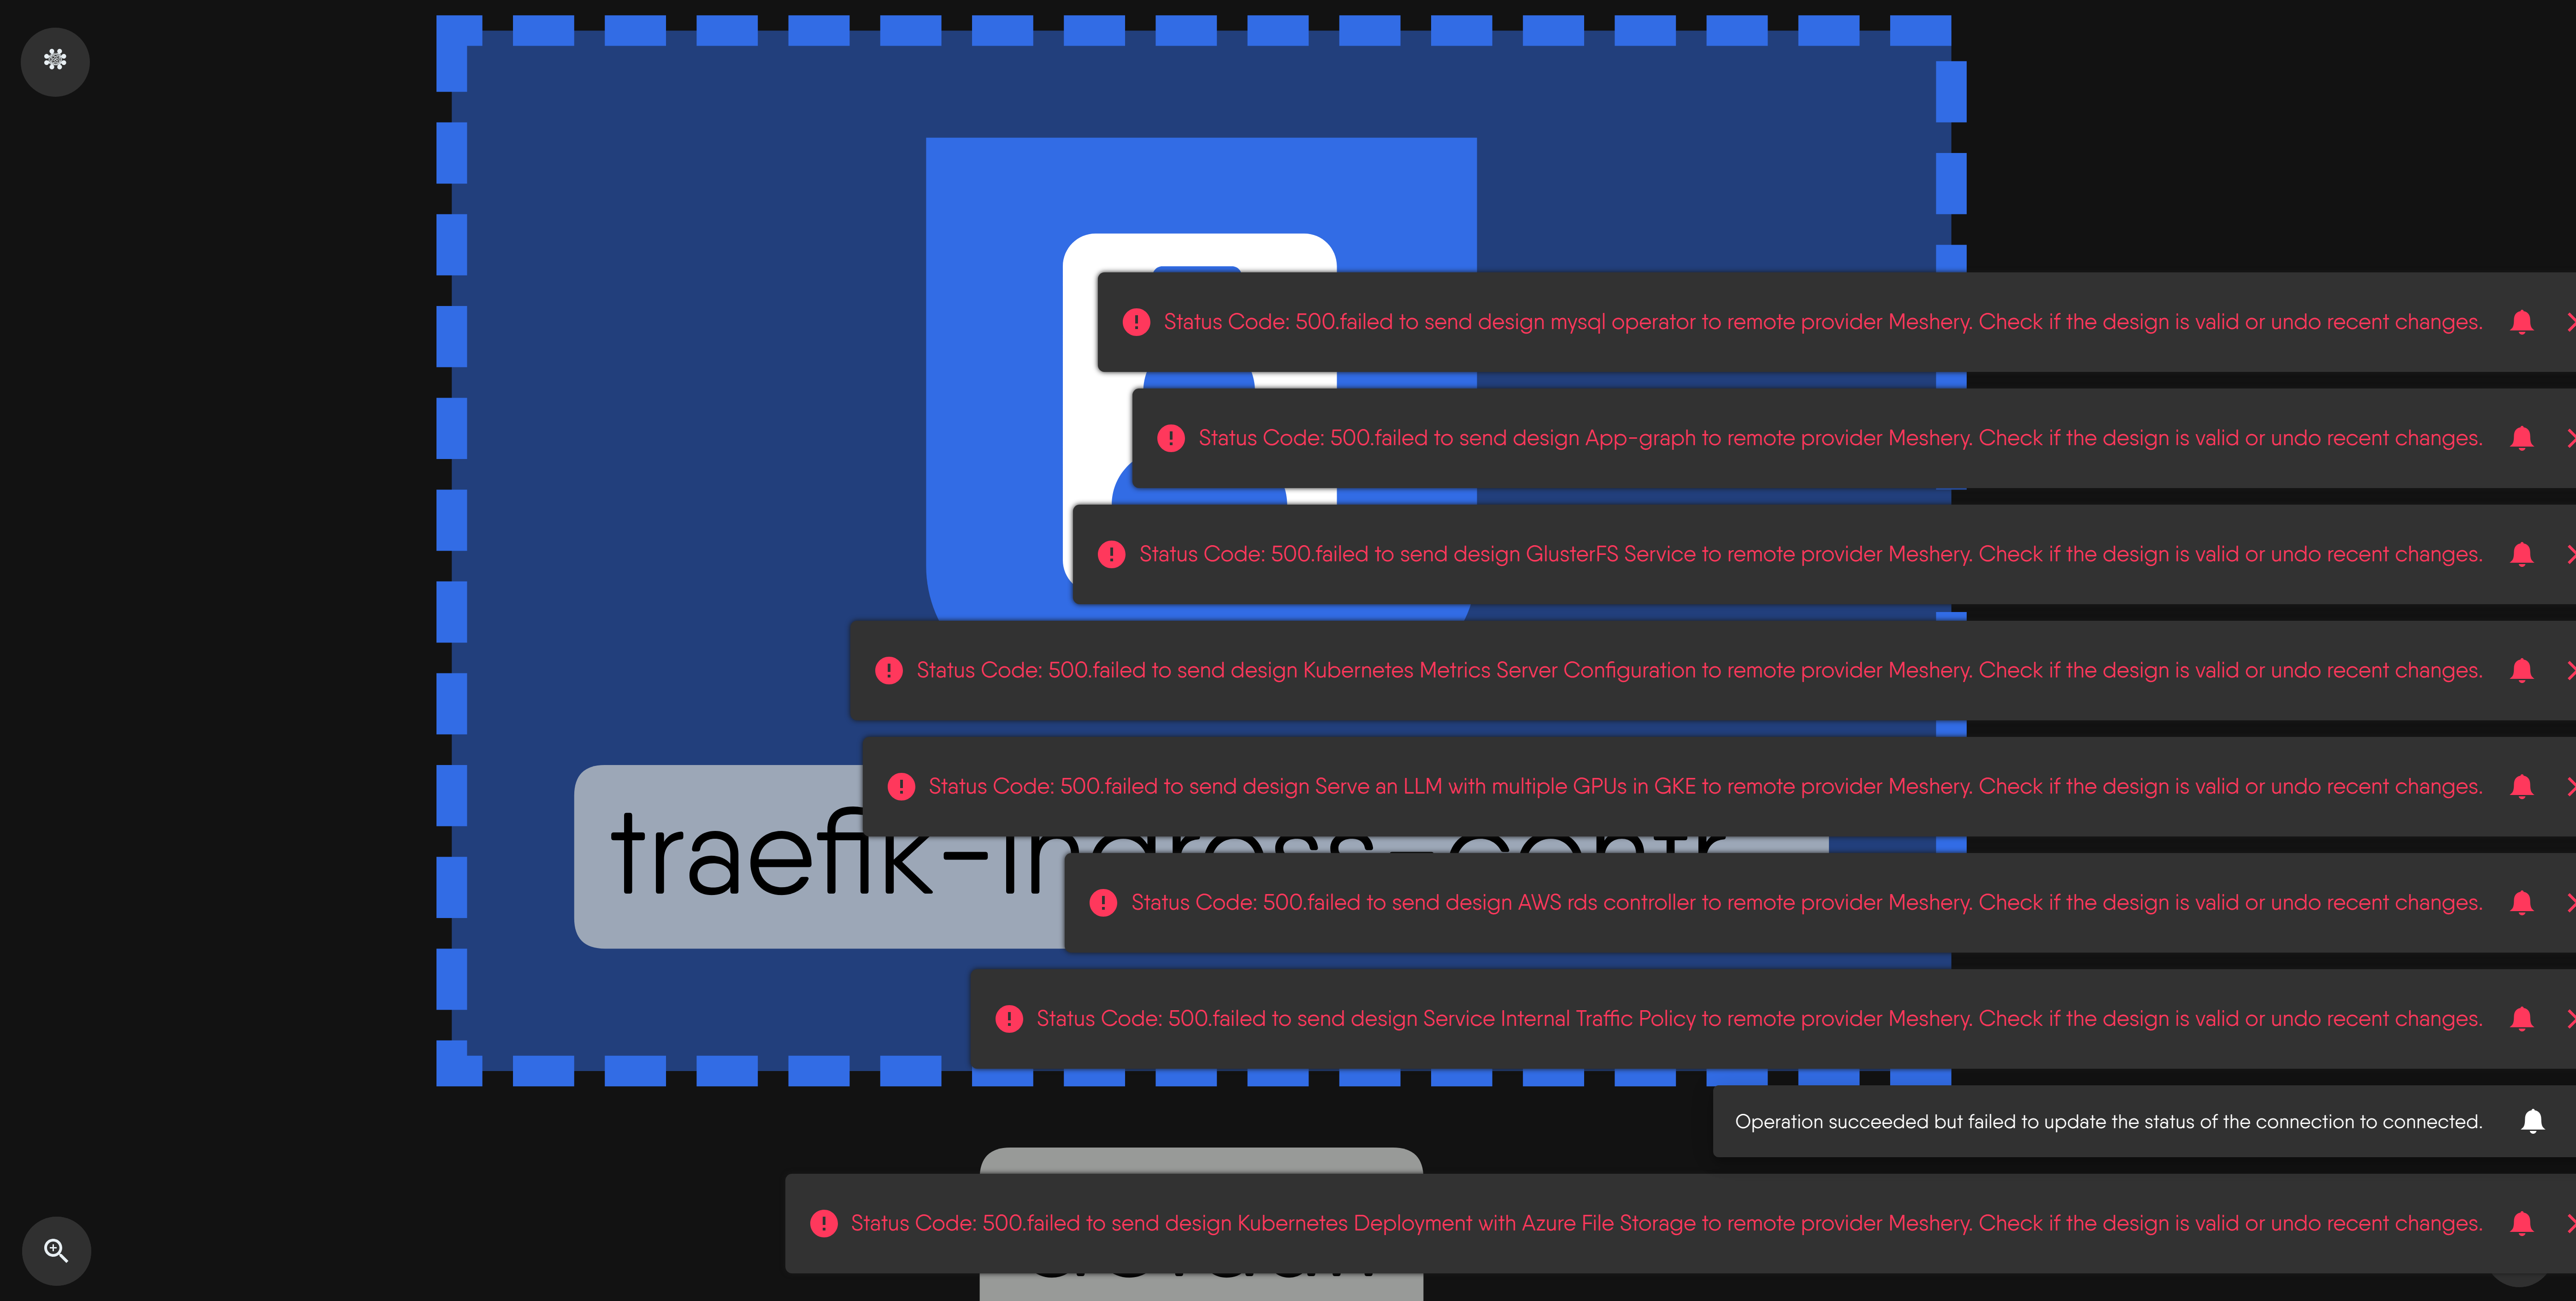 Status Code: 500.failed to send design mysql operator to remote provider Meshery. Check if the design is valid or undo recent changes.
Status Code: 500.failed to send design App-graph to remote provider Meshery. Check if the design is valid or undo recent changes.
Status Code: 500.failed to send design GlusterFS Service to remote provider Meshery. Check if the design is valid or undo recent changes.
Status Code: 500.failed to send design Kubernetes Metrics Server Configuration to remote provider Meshery. Check if the design is valid or undo recent changes.
Status Code: 500.failed to send design Serve an LLM with multiple GPUs in GKE to remote provider Meshery. Check if the design is valid or undo recent changes.
traefik-ingress-contr
Status Code: 500.failed to send design AWS rds controller to remote provider Meshery. Check if the design is valid or undo recent changes.
Status Code: 500.failed to send design Service Internal Traffic Policy to remote provider Meshery. Check if the design is valid or undo recent changes.
Operation succeeded but failed to update the status of the connection to connected.
Status Code: 500.failed to send design Kubernetes Deployment with Azure File Storage to remote provider Meshery. Check if the design is valid or undo recent changes.